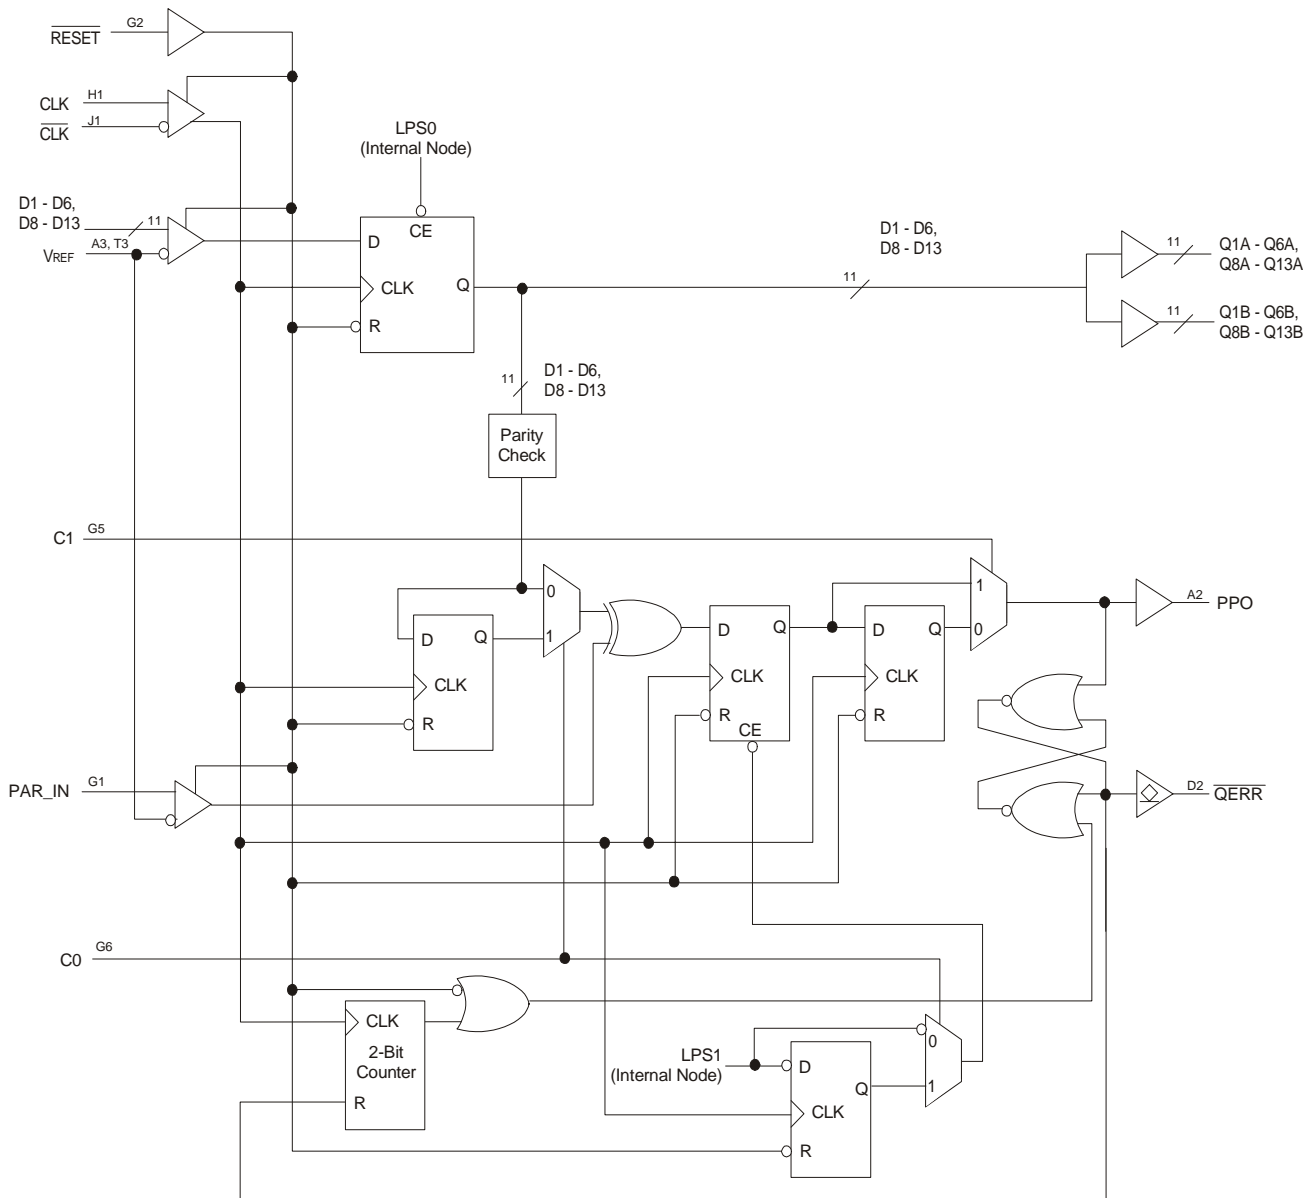 RESET
G2
CLK
H1
CLK
J1
LPS0
(Internal Node)
D1 - D6,
D8 - D13
11
VREF
A3, T3
D
CE
CLK
Q
R
D1 - D6,
D8 - D13
11
11
Q1A - Q6A,
Q8A - Q13A
11
Q1B - Q6B,
Q8B - Q13B
11
D1 - D6,
D8 - D13
Parity
Check
C1
G5
0
1
D
Q
CLK
R
D
Q
CLK
R
CE
D
Q
CLK
R
1
0
A2
PPO
PAR_IN
G1
D2
QERR
C0
G6
CLK
2-Bit
Counter
R
LPS1
(Internal Node)
D
Q
CLK
R
0
1